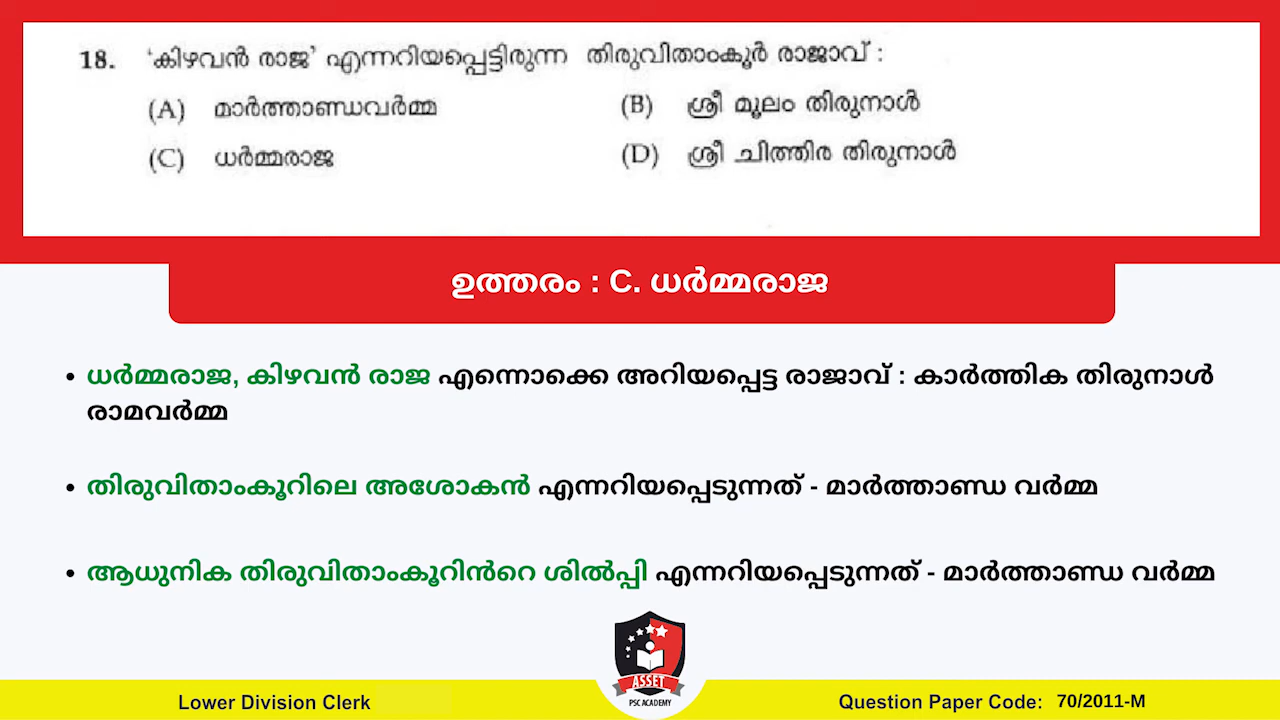 18. ‘കിഴവൻ രാജ’ എന്നറിയപ്പെട്ടിരുന്ന തിരുവിതാംകൂർ രാജാവ് :
(A) മാർത്താണ്ഡവർമ്മ (B) ശ്രീ മൂലം തിരുനാൾ
(C) ധർമ്മരാജ (D) ശ്രീ ചിത്തിര തിരുനാൾ
ഉത്തരം : C. ധർമ്മരാജ
• ധർമ്മരാജ, കിഴവൻ രാജ എന്നൊക്കെ അറിയപ്പെട്ട രാജാവ് : കാർത്തിക തിരുനാൾ
രാമവർമ്മ
• തിരുവിതാംകൂറിലെ അശോകൻ എന്നറിയപ്പെടുന്നത് - മാർത്താണ്ഡ വർമ്മ
• ആധുനിക തിരുവിതാംകൂറിൻറെ ശിൽപ്പി എന്നറിയപ്പെടുന്നത് - മാർത്താണ്ഡ വർമ്മ
ASSET
PSC ACADEMY
Lower Division Clerk
Question Paper Code: 70/2011-M